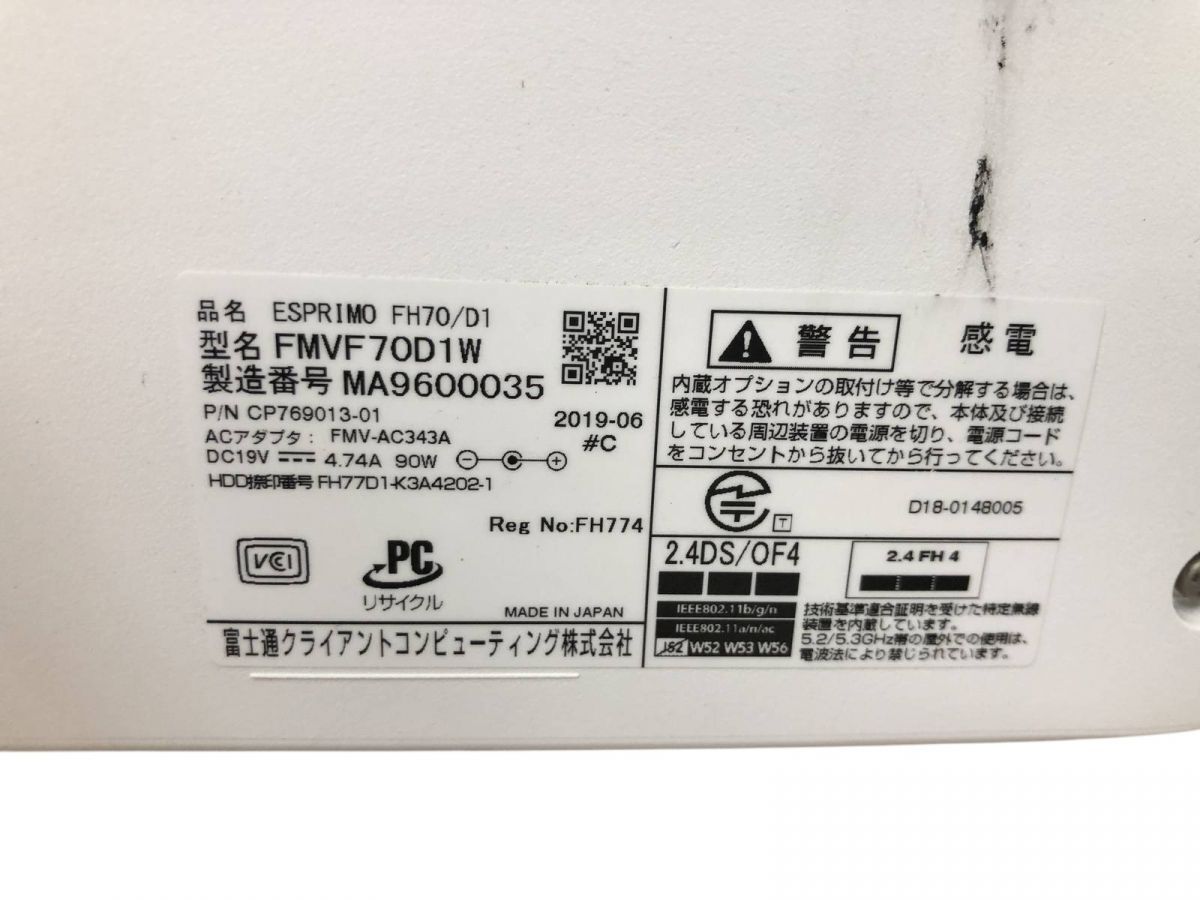 品名 ESPRIMO FH70/D1
型名 FMVF70D1W
製造番号 MA9600035
P/N CP769013-01
2019-06
ACアダプタ: FMV-AC343A
#C
DC19V 4.74A 90W
HDD捺印番号 FH77D1-K3A4202-1
Reg No:FH774
VCCI
PC
リサイクル
MADE IN JAPAN
富士通クライアントコンピューティング株式会社
警告 感電
内蔵オプションの取付け等で分解する場合は、
感電する恐れがありますので、本体及び接続
している周辺装置の電源を切り、電源コード
をコンセントから抜いてから行ってください。
T D18-0148005
2.4DS/OF4
2.4 FH 4
IEEE802.11b/g/n
IEEE802.11a/n/ac
J52 W52 W53 W56
技術基準適合証明を受けた特定無線
装置を内蔵しています。
5.2/5.3GHz帯の屋外での使用は、
電波法により禁じられています。